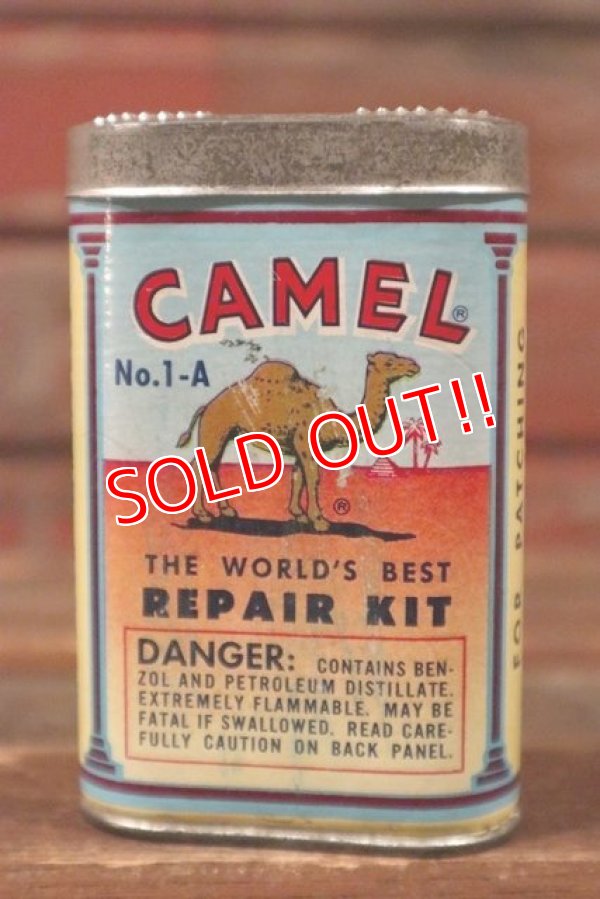 CAMEL®
No.1-A
SOLD OUT!!
®
THE WORLD'S BEST
REPAIR KIT
DANGER: CONTAINS BEN-
ZOL AND PETROLEUM DISTILLATE.
EXTREMELY FLAMMABLE. MAY BE
FATAL IF SWALLOWED. READ CARE-
FULLY CAUTION ON BACK PANEL.
FOR PATCHING